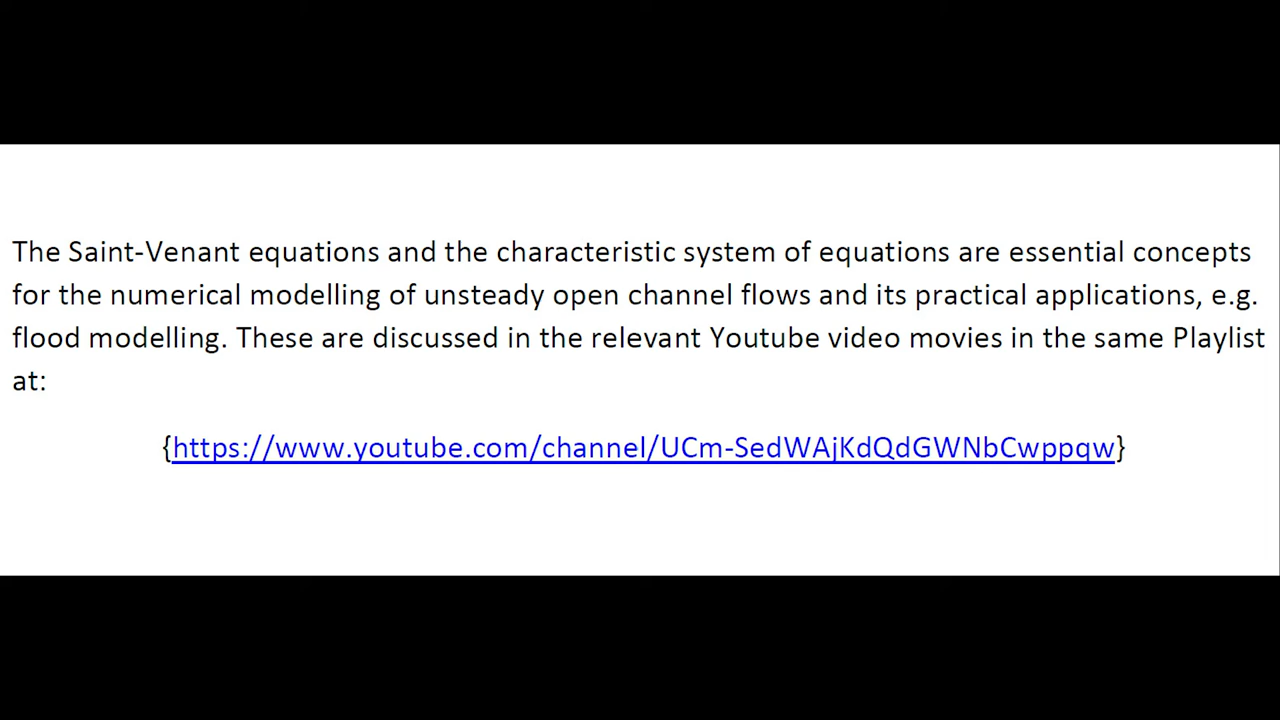 The Saint-Venant equations and the characteristic system of equations are essential concepts
for the numerical modelling of unsteady open channel flows and its practical applications, e.g.
flood modelling. These are discussed in the relevant Youtube video movies in the same Playlist
at:
{https://www.youtube.com/channel/UCm-SedWAjKdQdGWNbCwppqw}